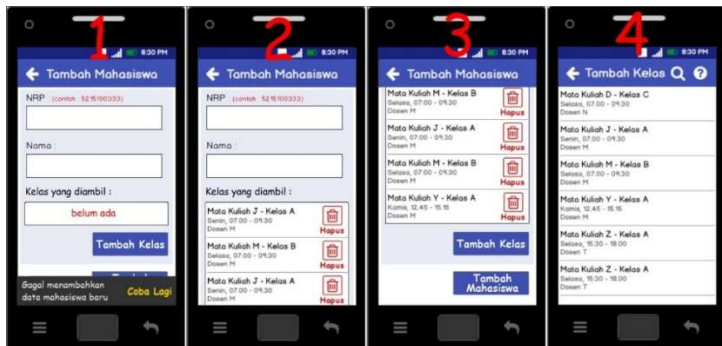 1
8:30 PM
Tambah Mahasiswa
NRP : (contoh : 5215100333)
Nama :
Kelas yang diambil :
belum ada
Tambah Kelas
Gagal menambahkan
data mahasiswa baru
Coba Lagi
2
8:30 PM
Tambah Mahasiswa
NRP : (contoh : 5215100333)
Nama :
Kelas yang diambil :
Mata Kuliah J - Kelas A
Senin, 07.00 - 09.30
Dosen M
Hapus
Mata Kuliah M - Kelas B
Selasa, 07.00 - 09.30
Dosen M
Hapus
Mata Kuliah J - Kelas A
Senin, 07.00 - 09.30
Dosen M
Hapus
3
8:30 PM
Tambah Mahasiswa
Mata Kuliah M - Kelas B
Selasa, 07.00 - 09.30
Dosen M
Hapus
Mata Kuliah J - Kelas A
Senin, 07.00 - 09.30
Dosen M
Hapus
Mata Kuliah M - Kelas B
Selasa, 07.00 - 09.30
Dosen M
Hapus
Mata Kuliah Y - Kelas A
Kamis, 12.45 - 15.15
Dosen M
Hapus
Tambah Kelas
Tambah
Mahasiswa
4
8:30 PM
Tambah Kelas ?
Mata Kuliah D - Kelas C
Selasa, 07.00 - 09.30
Dosen N
Mata Kuliah J - Kelas A
Senin, 07.00 - 09.30
Dosen M
Mata Kuliah M - Kelas B
Selasa, 07.00 - 09.30
Dosen M
Mata Kuliah Y - Kelas A
Kamis, 12.45 - 15.15
Dosen M
Mata Kuliah Z - Kelas A
Selasa, 15.30 - 18.00
Dosen T
Mata Kuliah Z - Kelas A
Selasa, 15.30 - 18.00
Dosen T